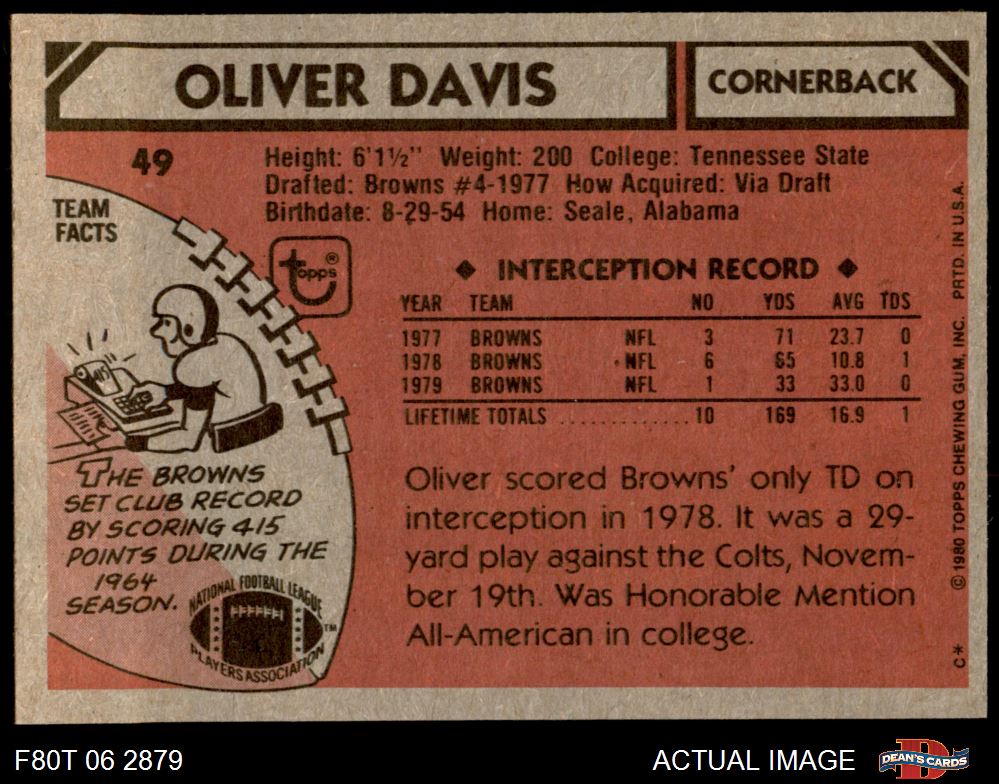 OLIVER DAVIS
CORNERBACK
49
Height: 6'1½" Weight: 200 College: Tennessee State
Drafted: Browns #4-1977 How Acquired: Via Draft
Birthdate: 8-29-54 Home: Seale, Alabama
TEAM
FACTS
topps®
◆ INTERCEPTION RECORD ◆
YEAR TEAM NO YDS AVG TDS
1977 BROWNS NFL 3 71 23.7 0
1978 BROWNS NFL 6 65 10.8 1
1979 BROWNS NFL 1 33 33.0 0
LIFETIME TOTALS ............. 10 169 16.9 1
415
THE BROWNS
SET CLUB RECORD
BY SCORING 415
POINTS DURING THE
1964
SEASON.
NATIONAL FOOTBALL LEAGUE
PLAYERS ASSOCIATION
TM
Oliver scored Browns' only TD on
interception in 1978. It was a 29-
yard play against the Colts, Novem-
ber 19th. Was Honorable Mention
All-American in college.
C* © 1980 TOPPS CHEWING GUM, INC. PRTD. IN U.S.A.
F80T 06 2879
ACTUAL IMAGE
D
DEAN'S CARDS